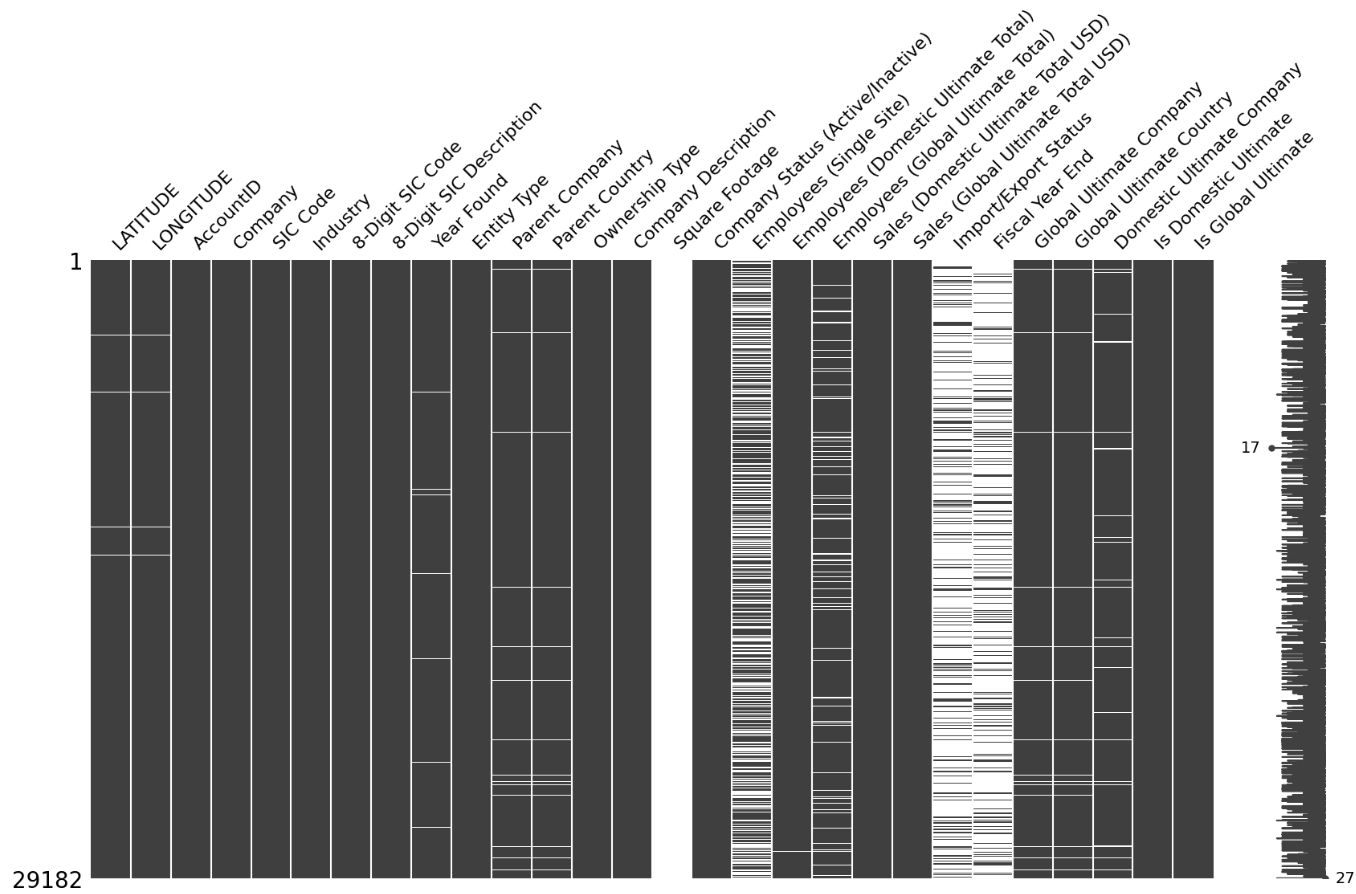 LATITUDE
LONGITUDE
AccountID
Company
SIC Code
Industry
8-Digit SIC Code
8-Digit SIC Description
Year Found
Entity Type
Parent Company
Parent Country
Ownership Type
Company Description
Square Footage
Company Status (Active/Inactive)
Employees (Single Site)
Employees (Domestic Ultimate Total)
Employees (Global Ultimate Total)
Sales (Domestic Ultimate Total USD)
Sales (Global Ultimate Total USD)
Import/Export Status
Fiscal Year End
Global Ultimate Company
Global Ultimate Country
Domestic Ultimate Company
Is Domestic Ultimate
Is Global Ultimate
1
17
29182
27